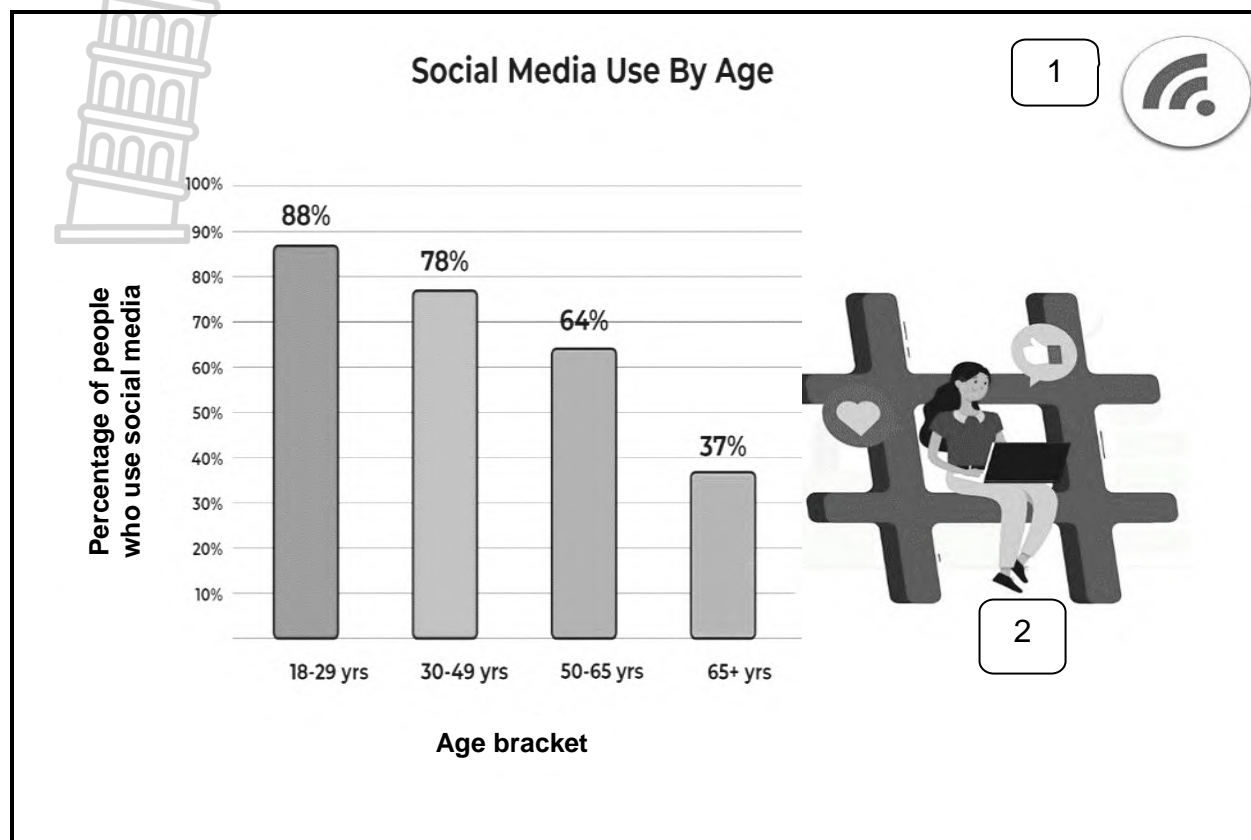 Social Media Use By Age
1
100%
90%
80%
70%
60%
50%
40%
30%
20%
10%
88%
78%
64%
37%
Percentage of people
who use social media
18-29 yrs
30-49 yrs
50-65 yrs
65+ yrs
Age bracket
2